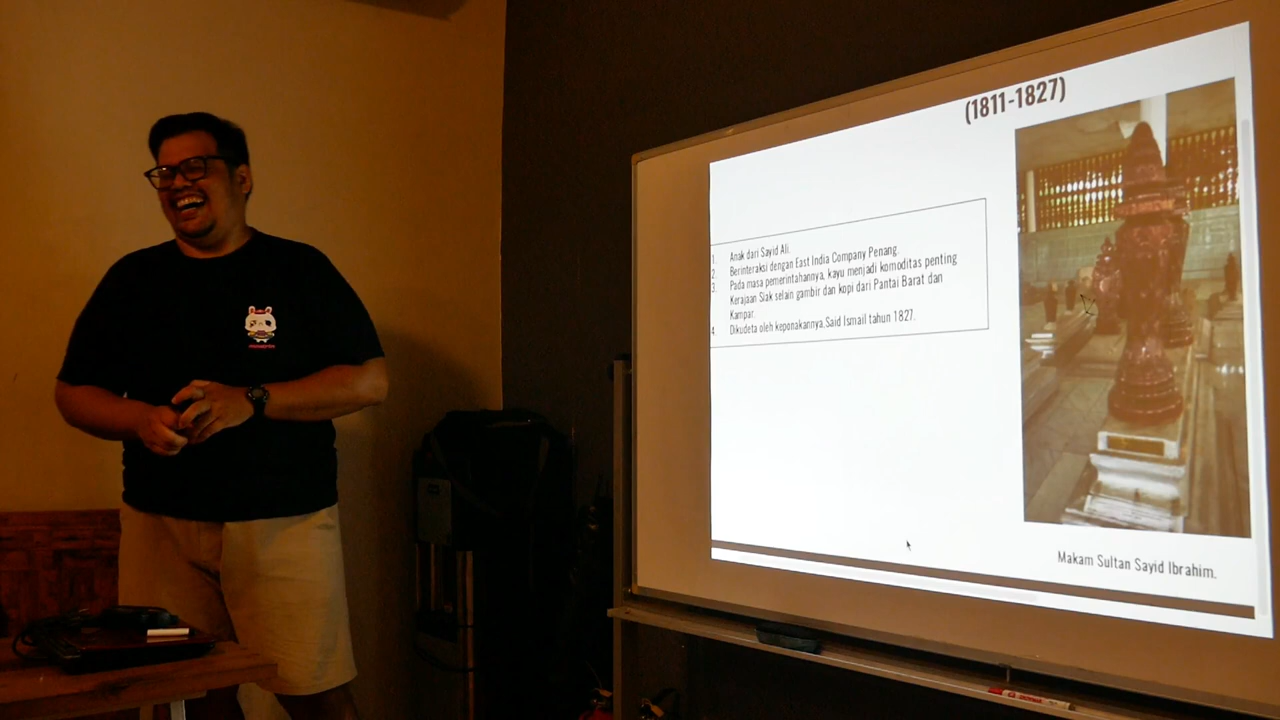 (1811-1827)
1. Anak dari Sayid Ali.
2. Berinteraksi dengan East India Company Penang.
3. Pada masa pemerintahannya, kayu menjadi komoditas penting
Kerajaan Siak selain gambir dan kopi dari Pantai Barat dan
Kampar.
4. Dikudeta oleh keponakannya,Said Ismail tahun 1827.
Makam Sultan Sayid Ibrahim.